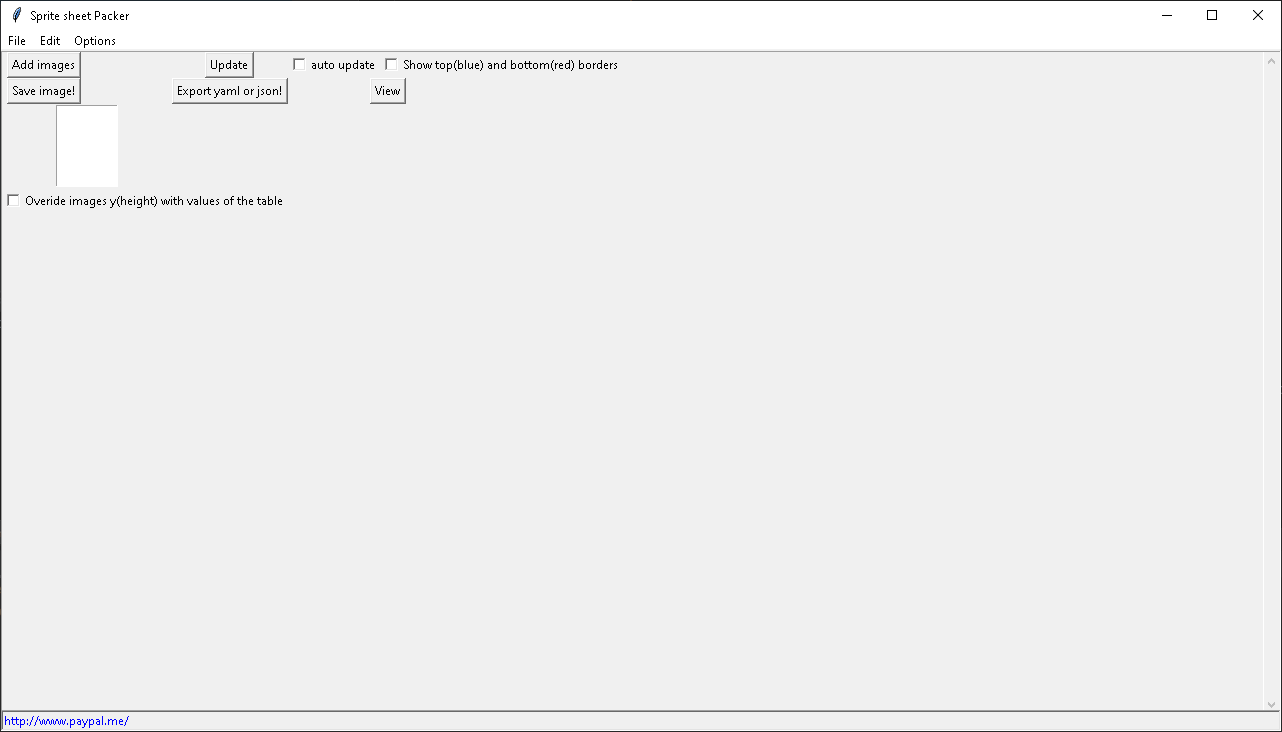 Sprite sheet Packer
File Edit Options
Add images Update auto update Show top(blue) and bottom(red) borders
Save image! Export yaml or json! View
Overide images y(height) with values of the table
http://www.paypal.me/